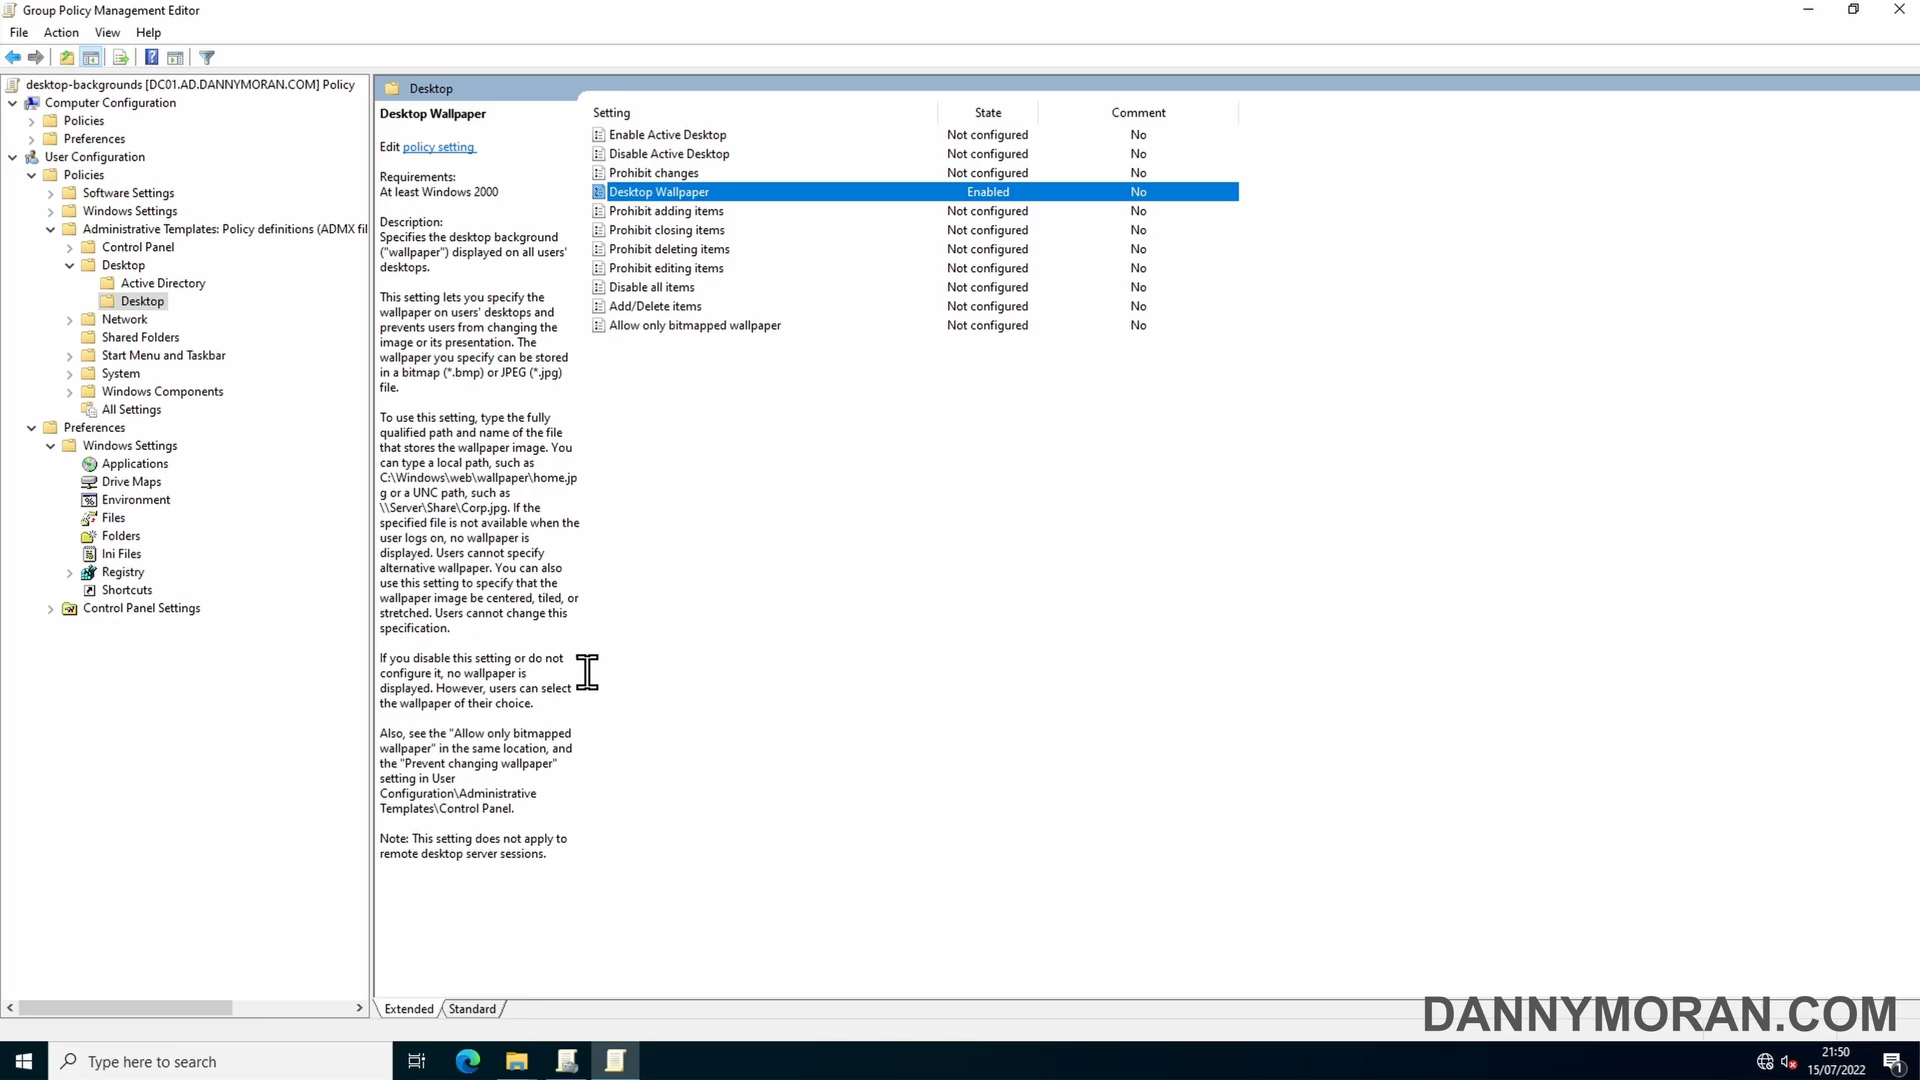 Group Policy Management Editor
File Action View Help
desktop-backgrounds [DC01.AD.DANNYMORAN.COM] Policy
Computer Configuration
Policies
Preferences
User Configuration
Policies
Software Settings
Windows Settings
Administrative Templates: Policy definitions (ADMX fil
Control Panel
Desktop
Active Directory
Desktop
Network
Shared Folders
Start Menu and Taskbar
System
Windows Components
All Settings
Preferences
Windows Settings
Applications
Drive Maps
Environment
Files
Folders
Ini Files
Registry
Shortcuts
Control Panel Settings
Desktop
Desktop Wallpaper
Edit policy setting
Requirements:
At least Windows 2000
Description:
Specifies the desktop background
("wallpaper") displayed on all users'
desktops.
This setting lets you specify the
wallpaper on users' desktops and
prevents users from changing the
image or its presentation. The
wallpaper you specify can be stored
in a bitmap (*.bmp) or JPEG (*.jpg)
file.
To use this setting, type the fully
qualified path and name of the file
that stores the wallpaper image. You
can type a local path, such as
C:\Windows\web\wallpaper\home.jp
g or a UNC path, such as
\\Server\Share\Corp.jpg. If the
specified file is not available when the
user logs on, no wallpaper is
displayed. Users cannot specify
alternative wallpaper. You can also
use this setting to specify that the
wallpaper image be centered, tiled, or
stretched. Users cannot change this
specification.
If you disable this setting or do not
configure it, no wallpaper is
displayed. However, users can select
the wallpaper of their choice.
Also, see the "Allow only bitmapped
wallpaper" in the same location, and
the "Prevent changing wallpaper"
setting in User
Configuration\Administrative
Templates\Control Panel.
Note: This setting does not apply to
remote desktop server sessions.
Setting State Comment
Enable Active Desktop Not configured No
Disable Active Desktop Not configured No
Prohibit changes Not configured No
Desktop Wallpaper Enabled No
Prohibit adding items Not configured No
Prohibit closing items Not configured No
Prohibit deleting items Not configured No
Prohibit editing items Not configured No
Disable all items Not configured No
Add/Delete items Not configured No
Allow only bitmapped wallpaper Not configured No
Extended Standard
DANNYMORAN.COM
Type here to search
21:50
15/07/2022
1